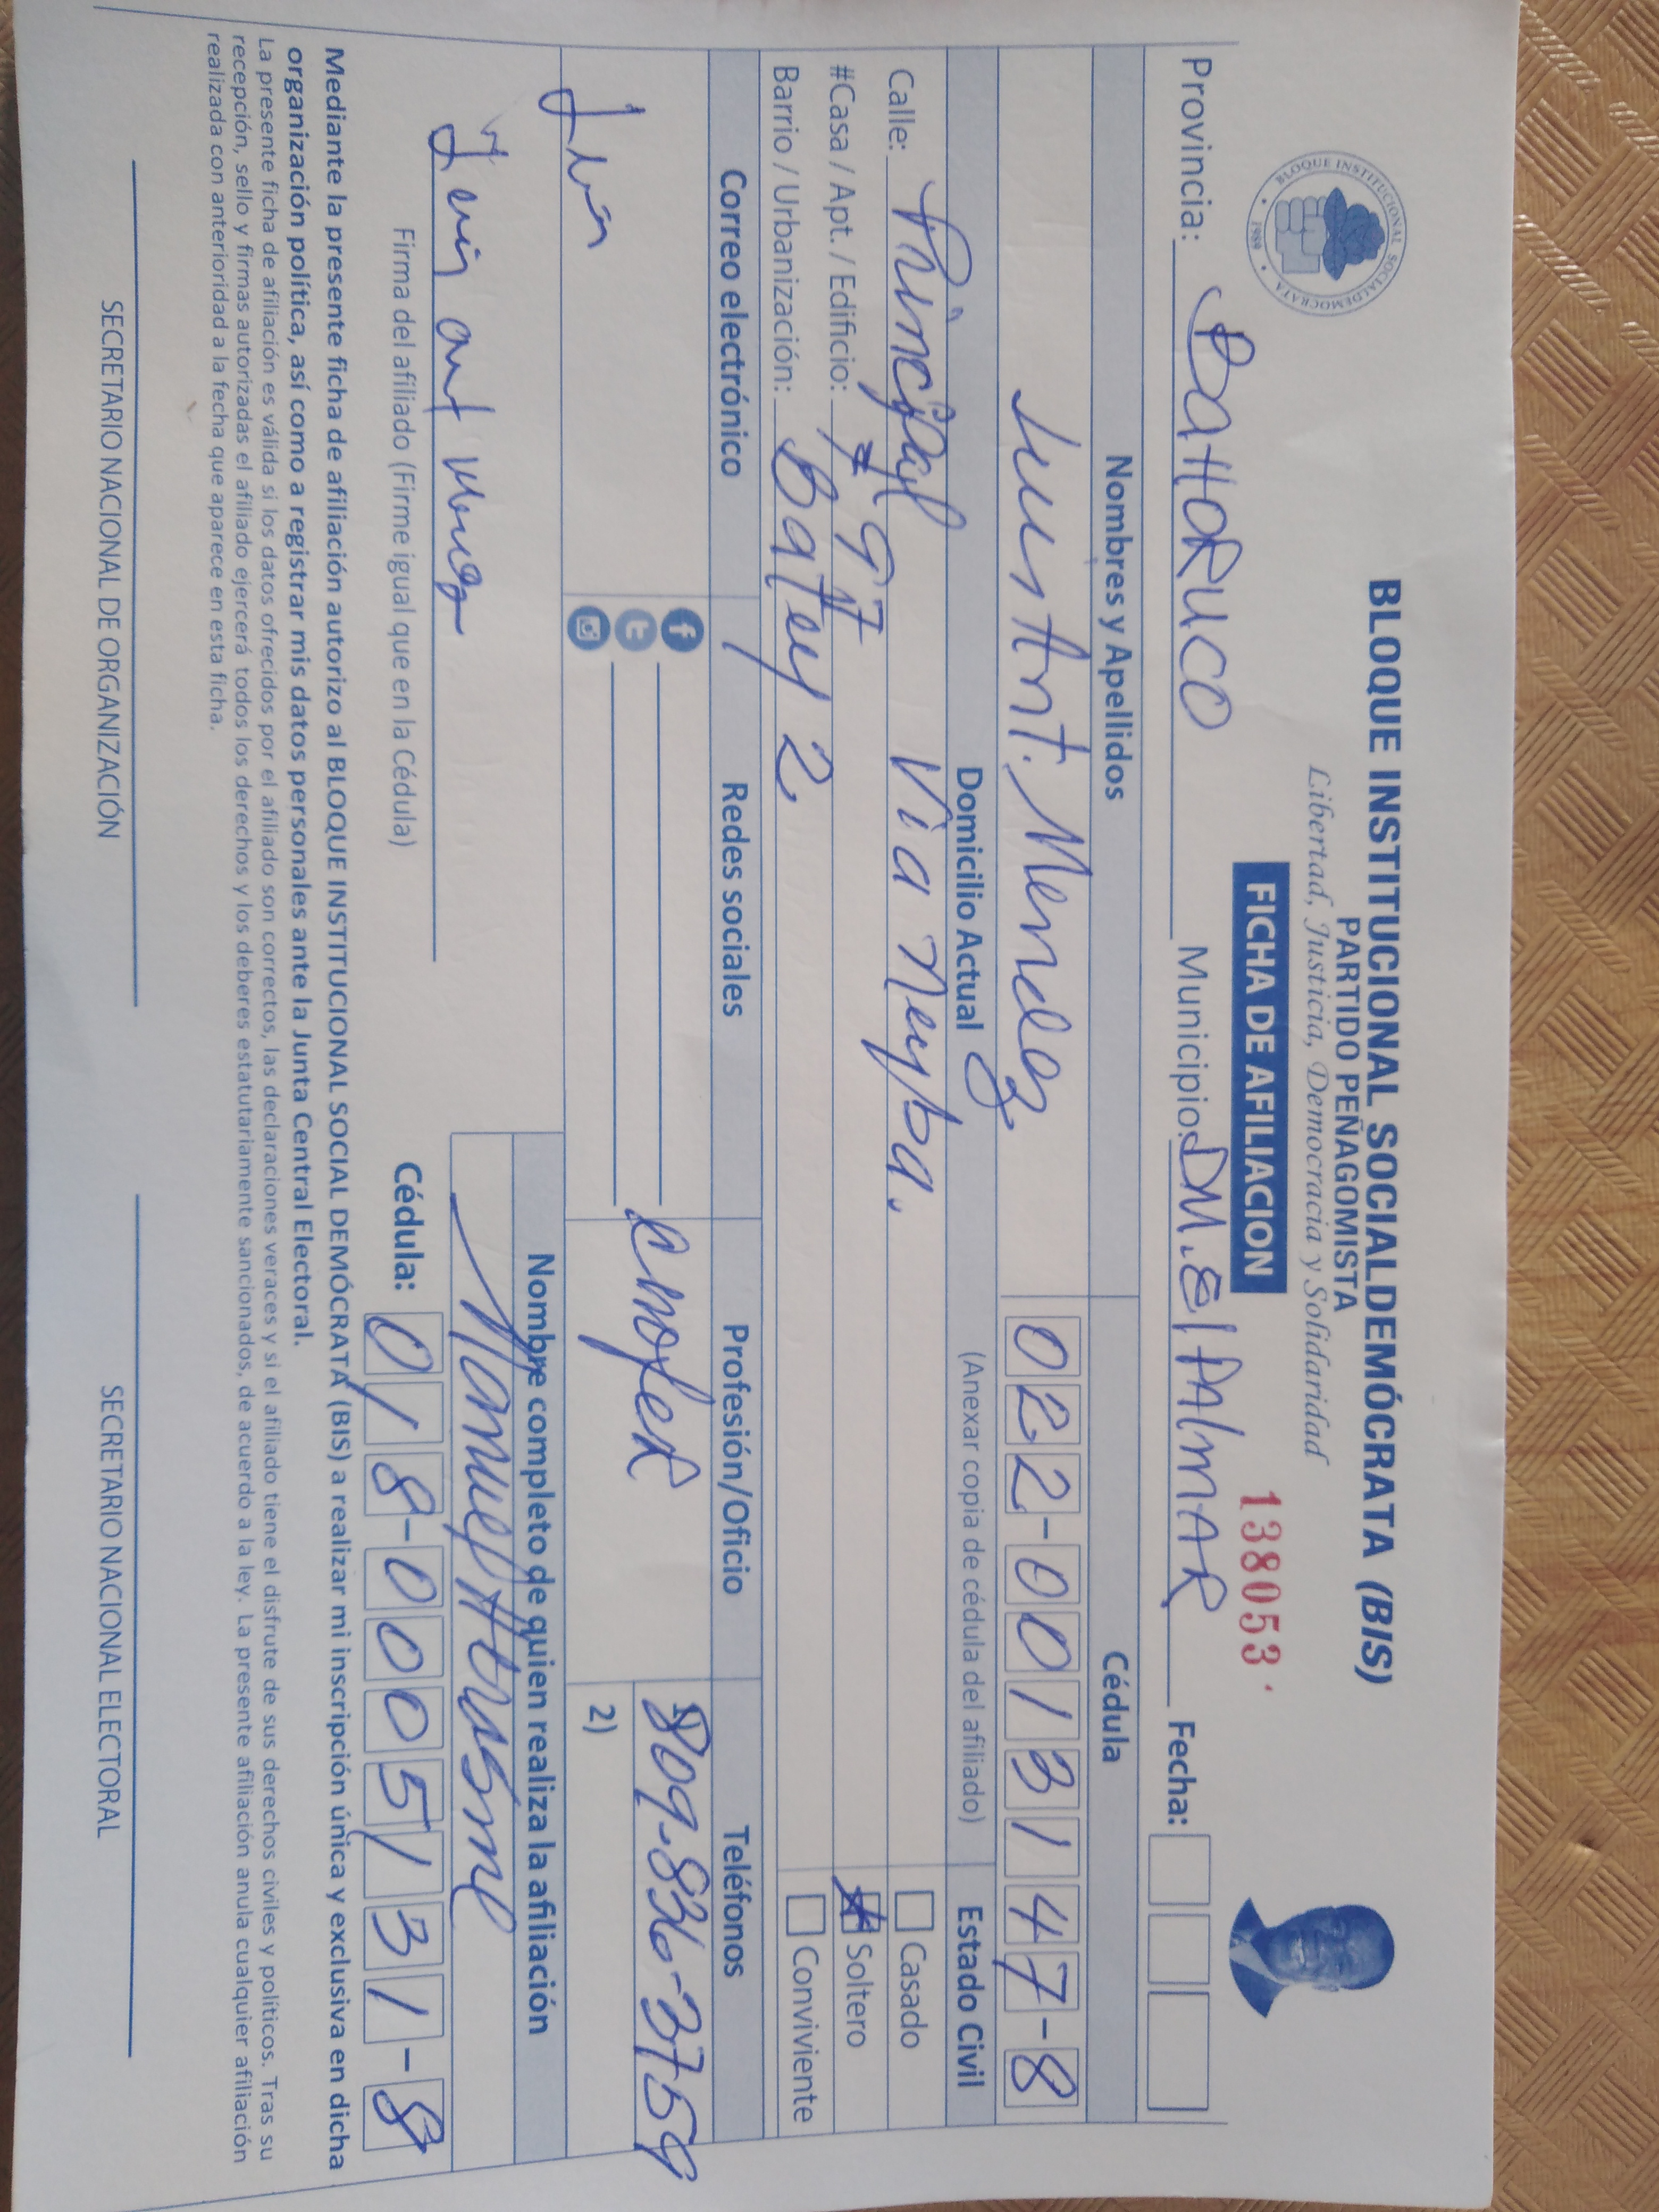 BLOQUE INSTITUCIONAL SOCIALDEMÓCRATA (BIS)
PARTIDO PEÑAGOMISTA
Libertad, Justicia, Democracia y Solidaridad
BLOQUE INSTITUCIONAL SOCIALDEMOCRATA • 1989 •
FICHA DE AFILIACION
138053
Provincia: BAHORUCO Municipio: DM. El PAlMAR Fecha:
Nombres y Apellidos Cédula
Luis Ant. Mendez 022-0013147-8
Domicilio Actual (Anexar copia de cédula del afiliado) Estado Civil
Calle: Principal Via Neyba. Casado
#Casa / Apt. / Edificio: # 97 Soltero
Barrio / Urbanización: Batey 2 Conviviente
Correo electrónico Redes sociales Profesión/Oficio Teléfonos
Chofer 809-836-3759
2)
Nombre completo de quien realiza la afiliación
Manuel
Firma del afiliado (Firme igual que en la Cédula)
Cédula: 018-0005131-8
Mediante la presente ficha de afiliación autorizo al BLOQUE INSTITUCIONAL SOCIAL DEMÓCRATA (BIS) a realizar mi inscripción única y exclusiva en dicha
organización política, así como a registrar mis datos personales ante la Junta Central Electoral.
La presente ficha de afiliación es válida si los datos ofrecidos por el afiliado son correctos, las declaraciones veraces y si el afiliado tiene el disfrute de sus derechos civiles y políticos. Tras su
recepción, sello y firmas autorizadas el afiliado ejercerá todos los derechos y los deberes estatutariamente sancionados, de acuerdo a la ley. La presente afiliación anula cualquier afiliación
realizada con anterioridad a la fecha que aparece en esta ficha.
SECRETARIO NACIONAL DE ORGANIZACIÓN SECRETARIO NACIONAL ELECTORAL